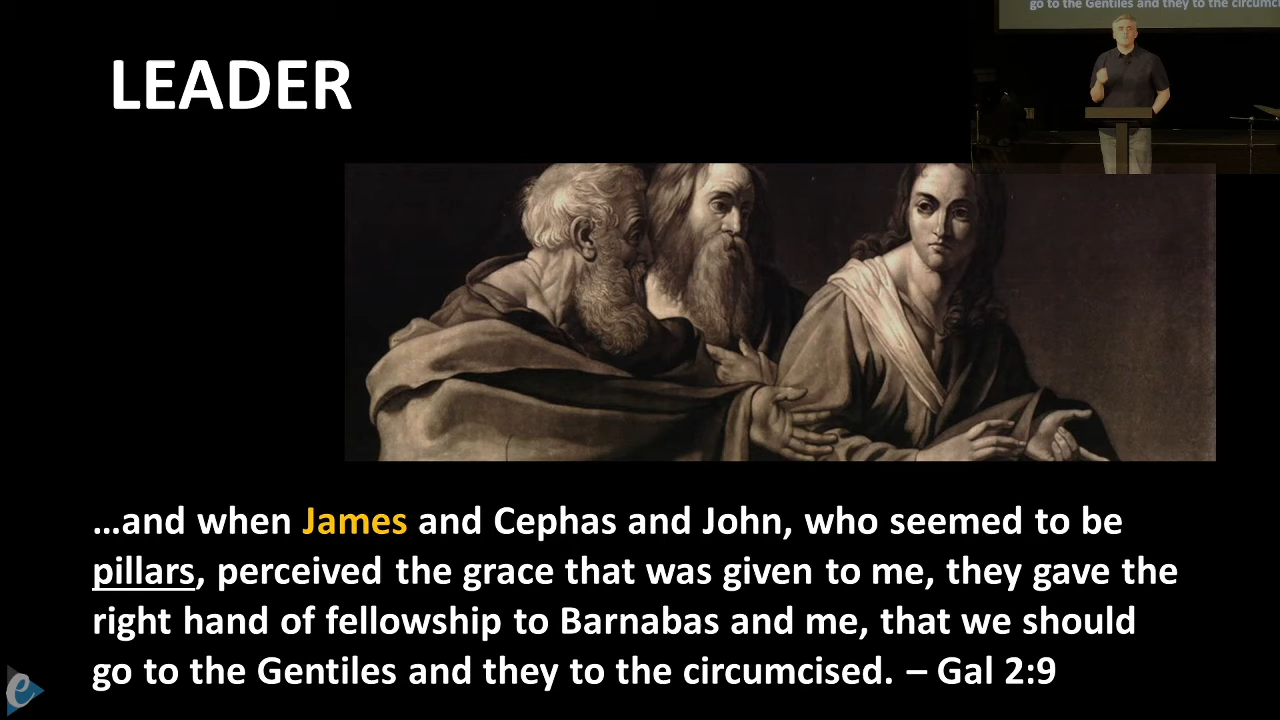 go to the Gentiles and they to the circumci
LEADER
…and when James and Cephas and John, who seemed to be
pillars, perceived the grace that was given to me, they gave the
right hand of fellowship to Barnabas and me, that we should
go to the Gentiles and they to the circumcised. – Gal 2:9
e